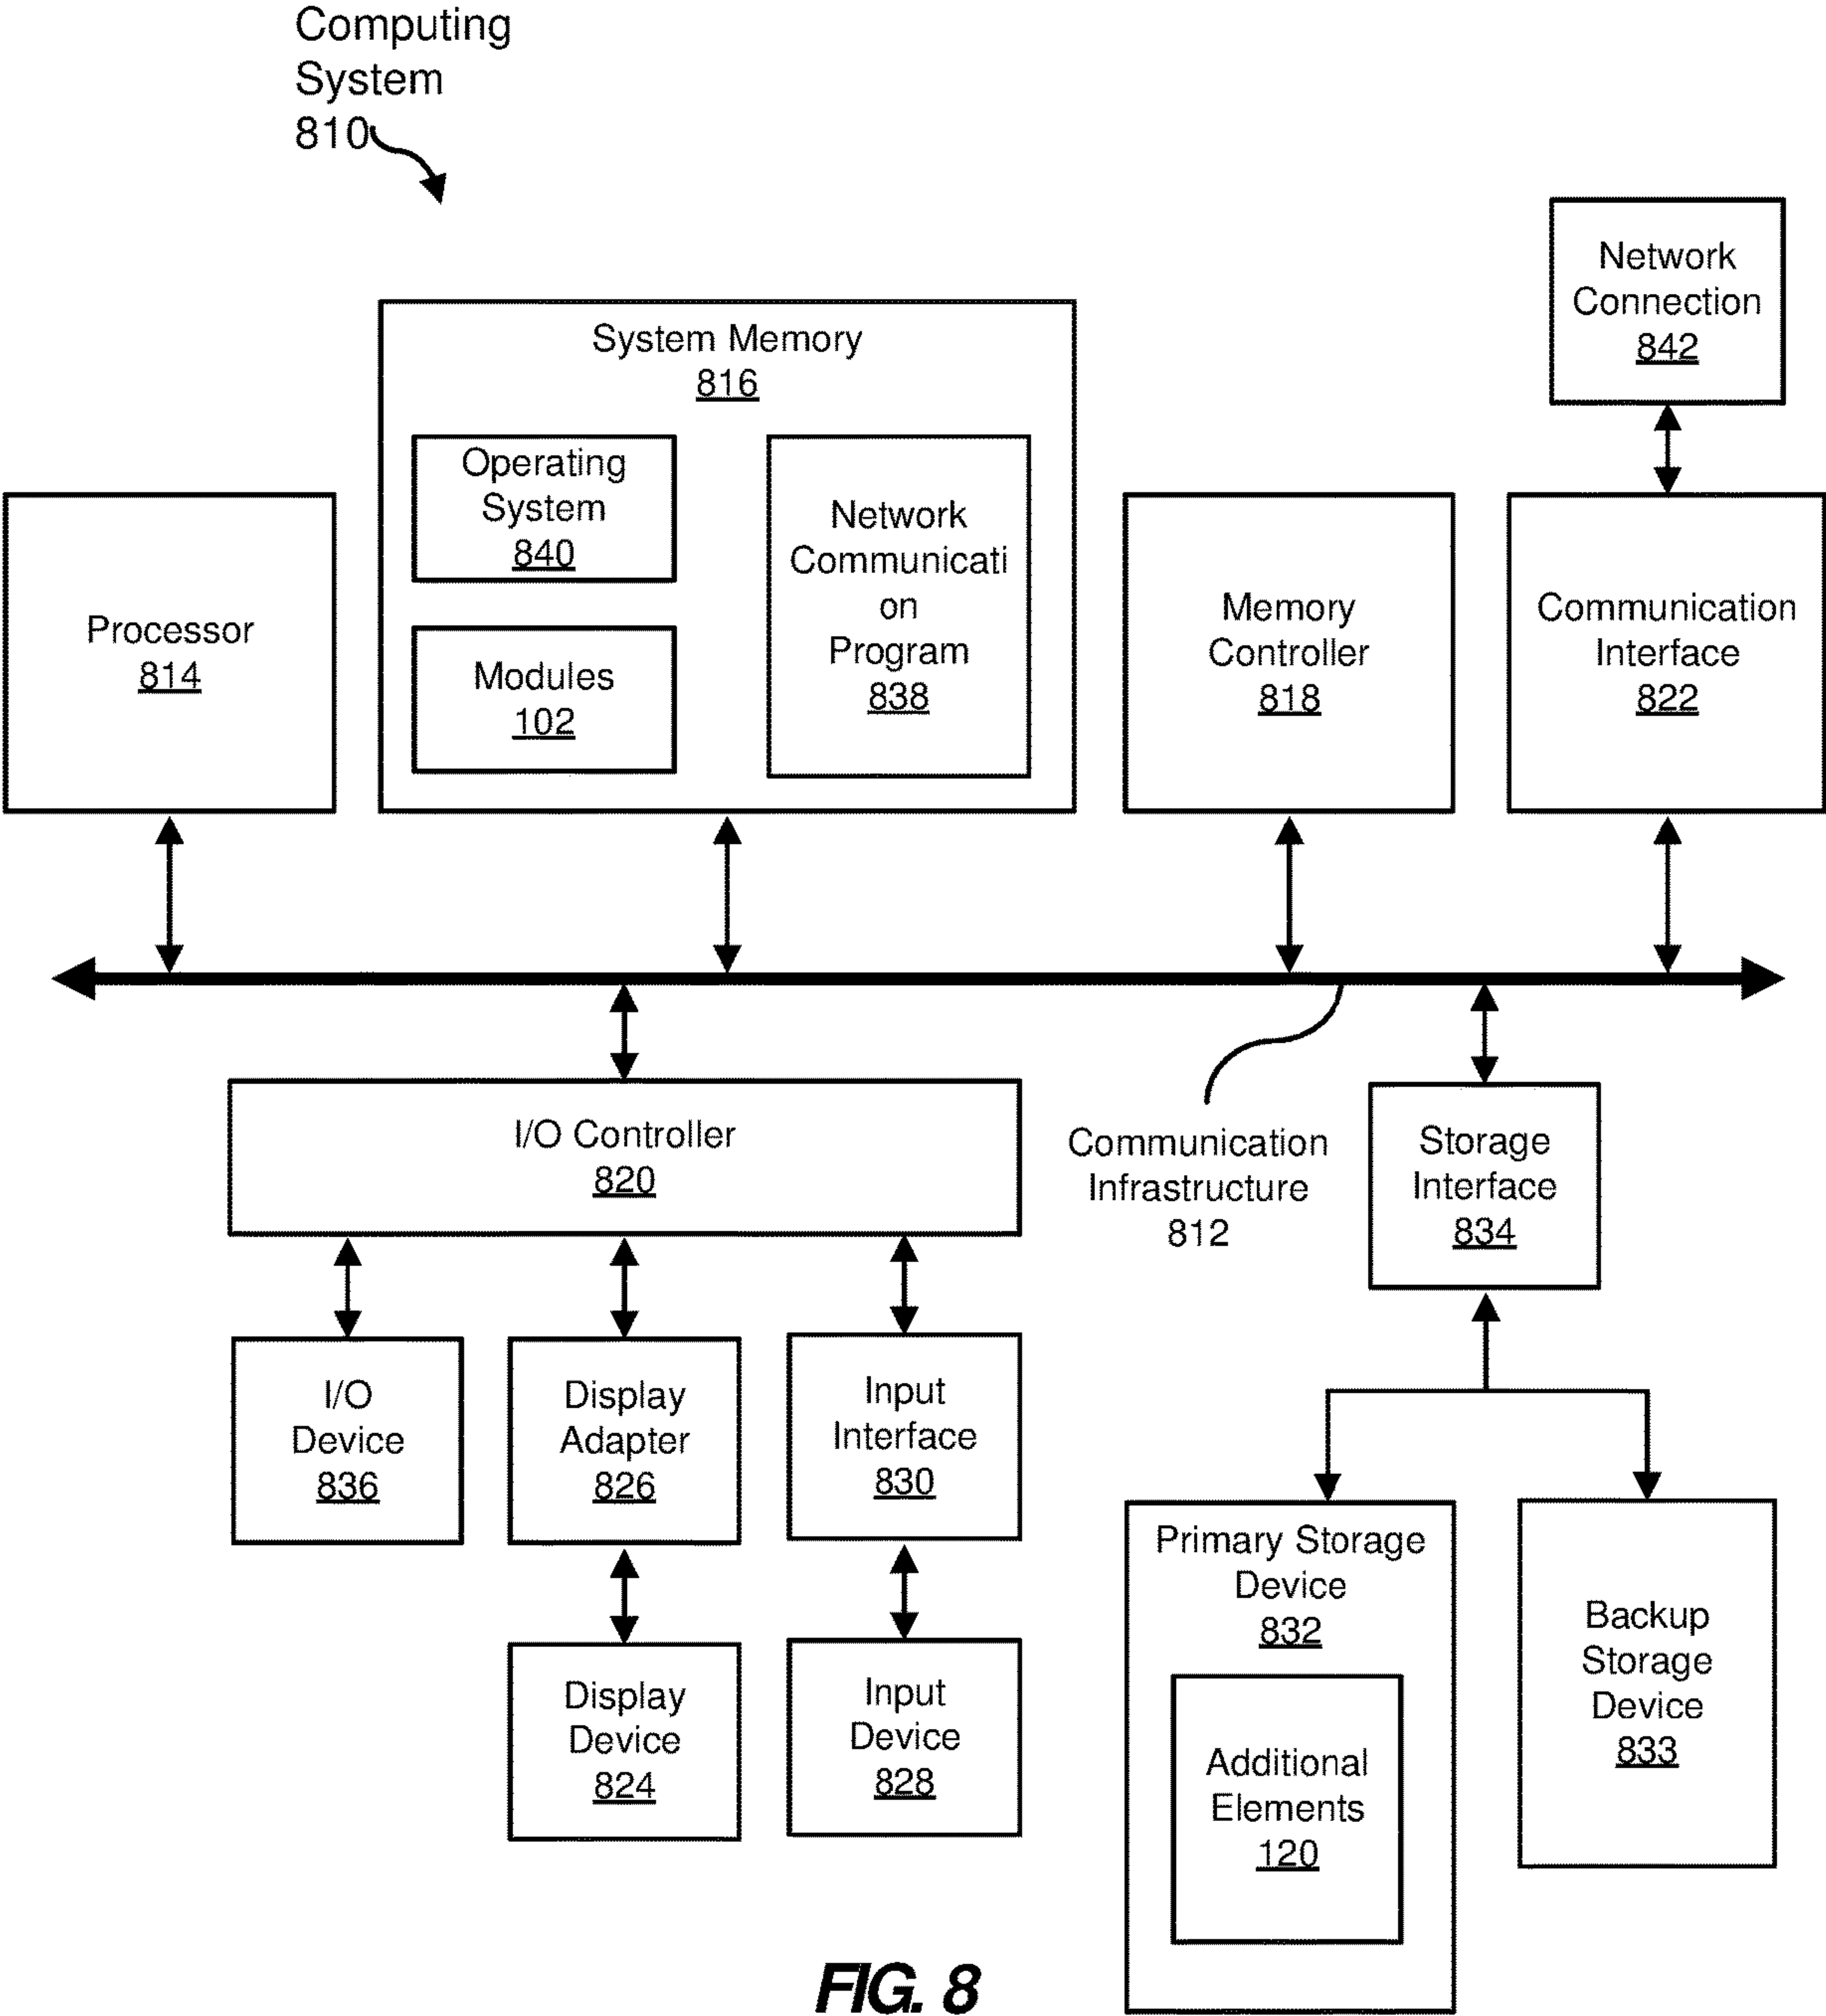 Computing
System
810
Network
Connection
842
System Memory
816
Operating
System
840
Modules
102
Network
Communicati
on
Program
838
Processor
814
Memory
Controller
818
Communication
Interface
822
I/O Controller
820
Communication
Infrastructure
812
Storage
Interface
834
I/O
Device
836
Display
Adapter
826
Input
Interface
830
Display
Device
824
Input
Device
828
Primary Storage
Device
832
Additional
Elements
120
Backup
Storage
Device
833
FIG. 8